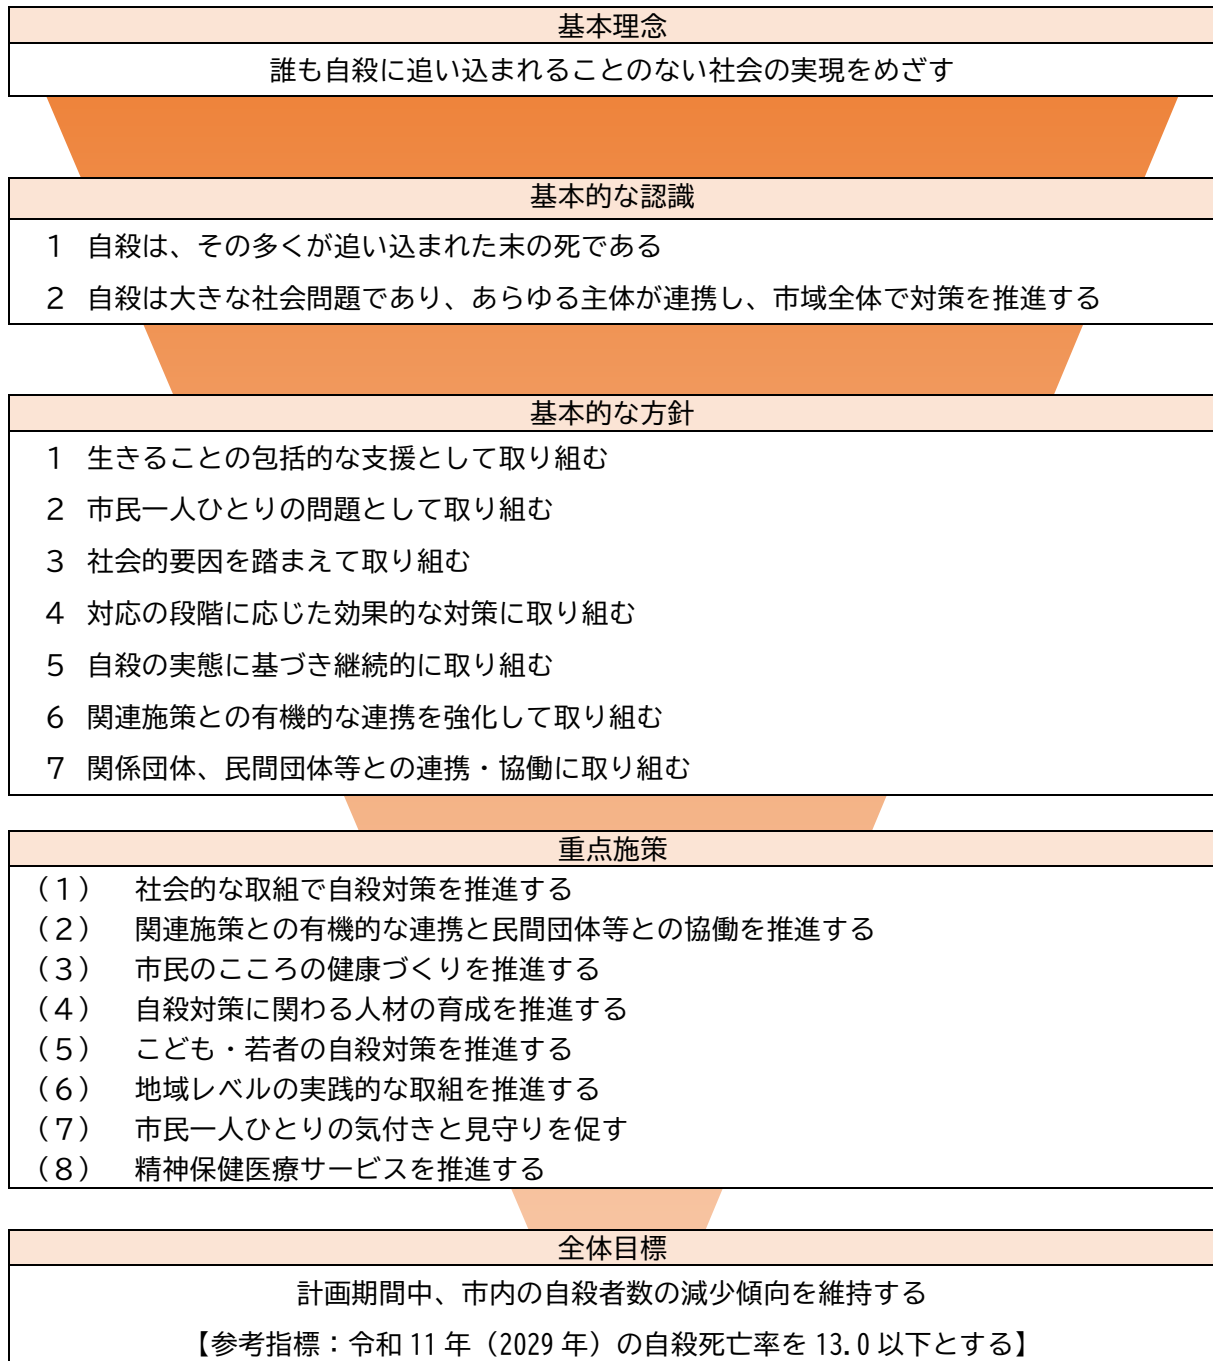 基本理念
誰も自殺に追い込まれることのない社会の実現をめざす
基本的な認識
１　自殺は、その多くが追い込まれた末の死である
２　自殺は大きな社会問題であり、あらゆる主体が連携し、市域全体で対策を推進する
基本的な方針
１　生きることの包括的な支援として取り組む
２　市民一人ひとりの問題として取り組む
３　社会的要因を踏まえて取り組む
４　対応の段階に応じた効果的な対策に取り組む
５　自殺の実態に基づき継続的に取り組む
６　関連施策との有機的な連携を強化して取り組む
７　関係団体、民間団体等との連携・協働に取り組む
重点施策
（１）　社会的な取組で自殺対策を推進する
（２）　関連施策との有機的な連携と民間団体等との協働を推進する
（３）　市民のこころの健康づくりを推進する
（４）　自殺対策に関わる人材の育成を推進する
（５）　こども・若者の自殺対策を推進する
（６）　地域レベルの実践的な取組を推進する
（７）　市民一人ひとりの気付きと見守りを促す
（８）　精神保健医療サービスを推進する
全体目標
計画期間中、市内の自殺者数の減少傾向を維持する
【参考指標：令和 11 年（2029 年）の自殺死亡率を 13.0 以下とする】